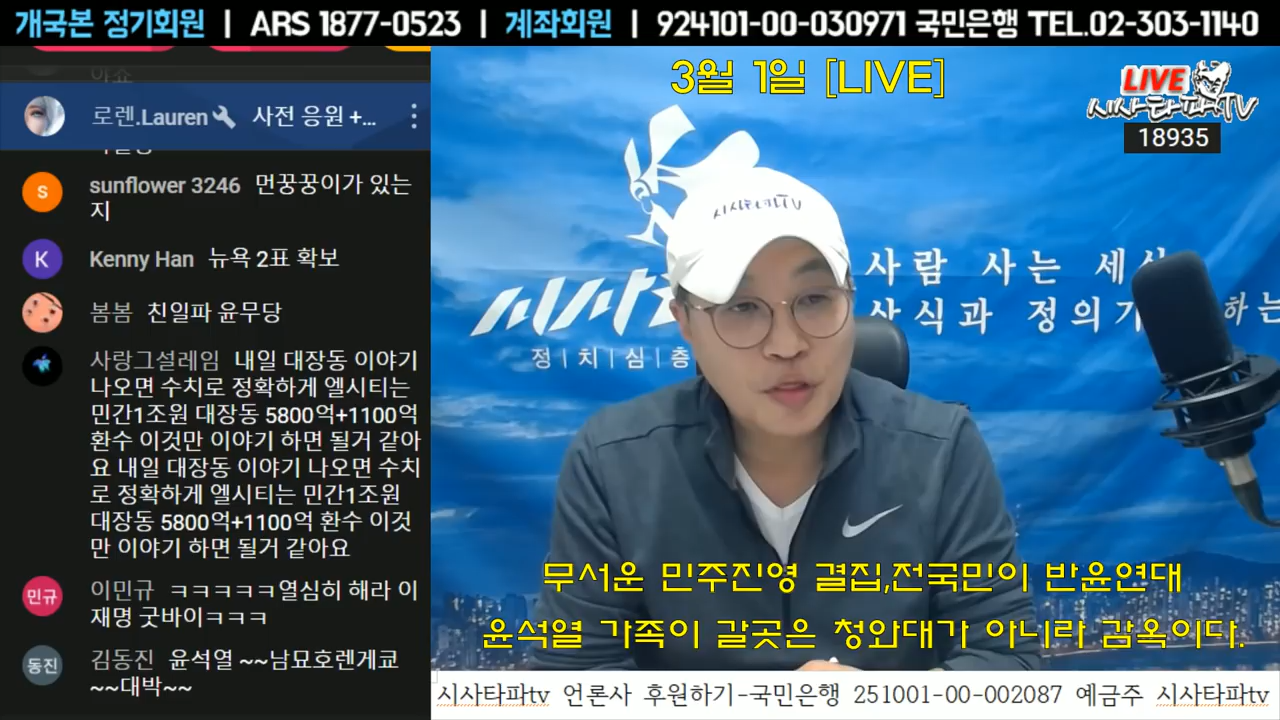 개국본 정기회원 | ARS 1877-0523 | 계좌회원 | 924101-00-030971 국민은행 TEL.02-303-1140
야쇼
로렌.Lauren 사전 응원 +...
sunflower 3246 먼꿍꿍이가 있는
지
Kenny Han 뉴욕 2표 확보
봄봄 친일파 윤무당
사랑그설레임 내일 대장동 이야기
나오면 수치로 정확하게 엘시티는
민간1조원 대장동 5800억+1100억
환수 이것만 이야기 하면 될거 같아
요 내일 대장동 이야기 나오면 수치
로 정확하게 엘시티는 민간1조원
대장동 5800억+1100억 환수 이것
만 이야기 하면 될거 같아요
민규
이민규 ㅋㅋㅋㅋㅋ열심히 해라 이
재명 굿바이ㅋㅋㅋ
동진
김동진 윤석열 ~~남묘호렌게쿄
~~대박~~
3월 1일 [LIVE]
LIVE
시사타파TV
18935
시사타파TV
사람 사는 세상
상식과 정의가 하는
시사타
정|치|심|층
무서운 민주진영 결집,전국민이 반윤연대
윤석열 가족이 갈곳은 청와대가 아니라 감옥이다.
시사타파tv 언론사 후원하기-국민은행 251001-00-002087 예금주 시사타파tv